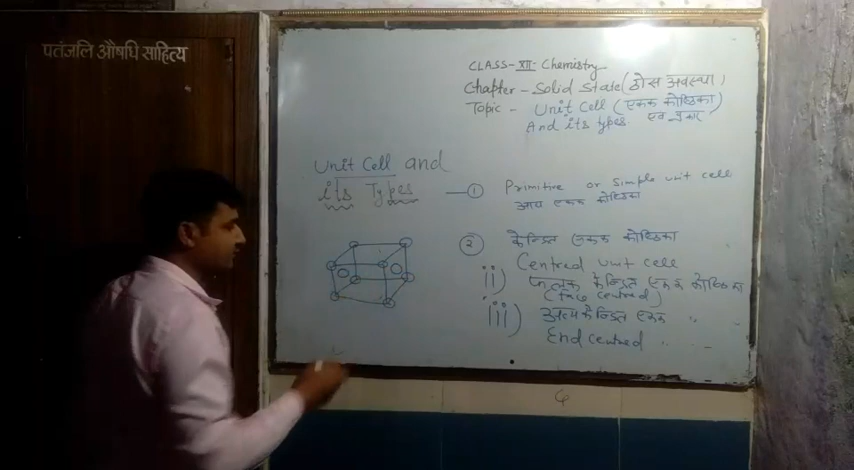 पतंजलि औषधि साहित्य
CLASS-XII- Chemistry
Chapter - Solid State (ठोस अवस्था)
Topic - Unit Cell (एकक कोष्ठिका)
And its types एवं प्रकार
Unit Cell and
its Types
1 Primitive or Simple unit cell
आद्य एकक कोष्ठिका
2 केन्द्रित एकक कोष्ठिका
Centred unit cell
ii) फलक केन्द्रित एकक कोष्ठिका
(face centred)
iii) अन्त्य केन्द्रित एकक
End centred